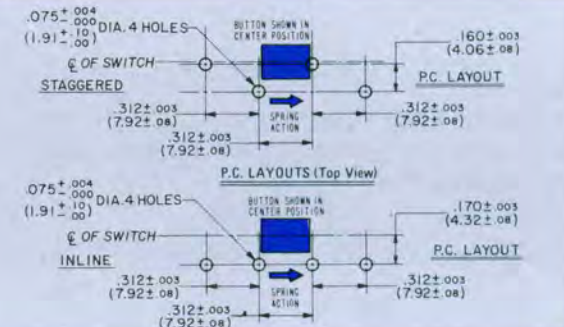 .075 +.004 -.000 DIA. 4 HOLES
(1.91 +.10 -.00)
BUTTON SHOWN IN
CENTER POSITION
.160±.003
(4.06±.08)
℄ OF SWITCH
STAGGERED
P.C. LAYOUT
.312±.003
(7.92±.08)
SPRING
ACTION
.312±.003
(7.92±.08)
.312±.003
(7.92±.08)
P.C. LAYOUTS (Top View)
.075 +.004 -.000 DIA. 4 HOLES
(1.91 +.10 -.00)
BUTTON SHOWN IN
CENTER POSITION
.170±.003
(4.32±.08)
℄ OF SWITCH
INLINE
P.C. LAYOUT
.312±.003
(7.92±.08)
SPRING
ACTION
.312±.003
(7.92±.08)
.312±.003
(7.92±.08)